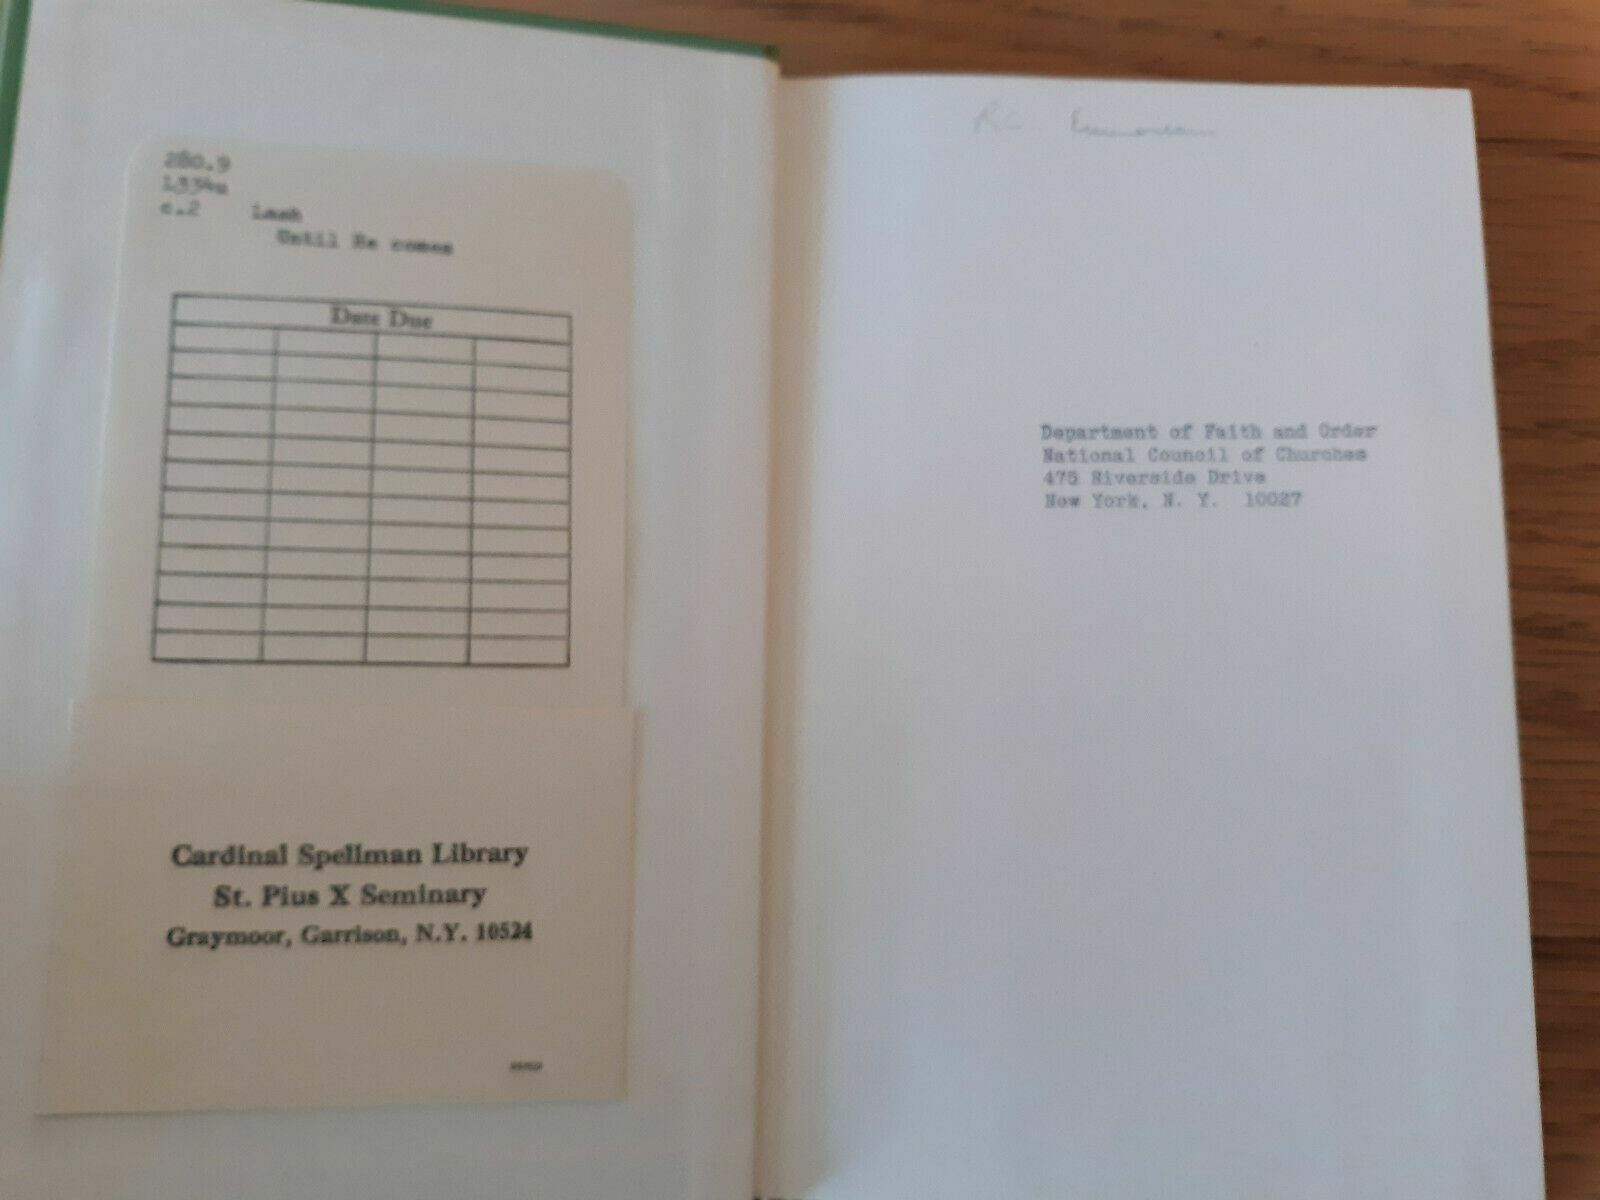 280.9
L334u
c.2 Lash
Until He comes
Date Due
Cardinal Spellman Library
St. Pius X Seminary
Graymoor, Garrison, N.Y. 10524
RC
Department of Faith and Order
National Council of Churches
475 Riverside Drive
New York, N. Y. 10027